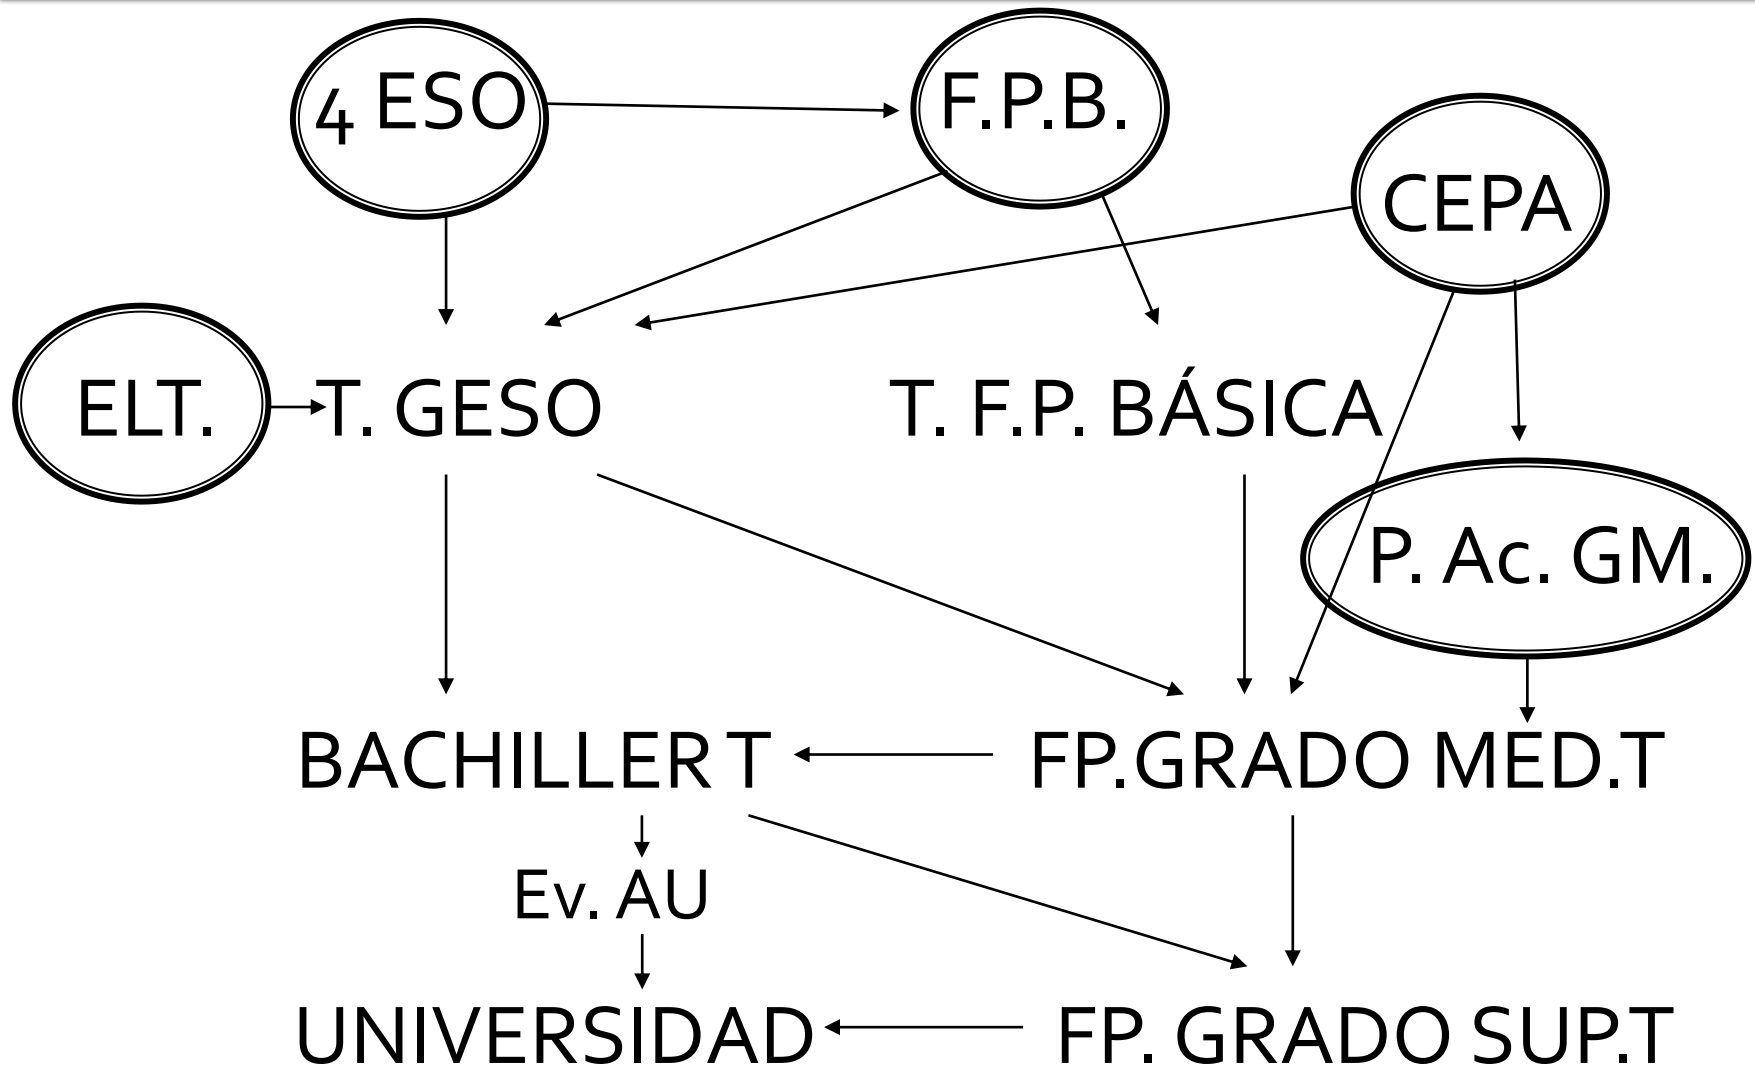 4 ESO
F.P.B.
CEPA
ELT.
T. GESO
T. F.P. BÁSICA
P. Ac. GM.
BACHILLER T
FP.GRADO MED.T
Ev. AU
UNIVERSIDAD
FP. GRADO SUP.T